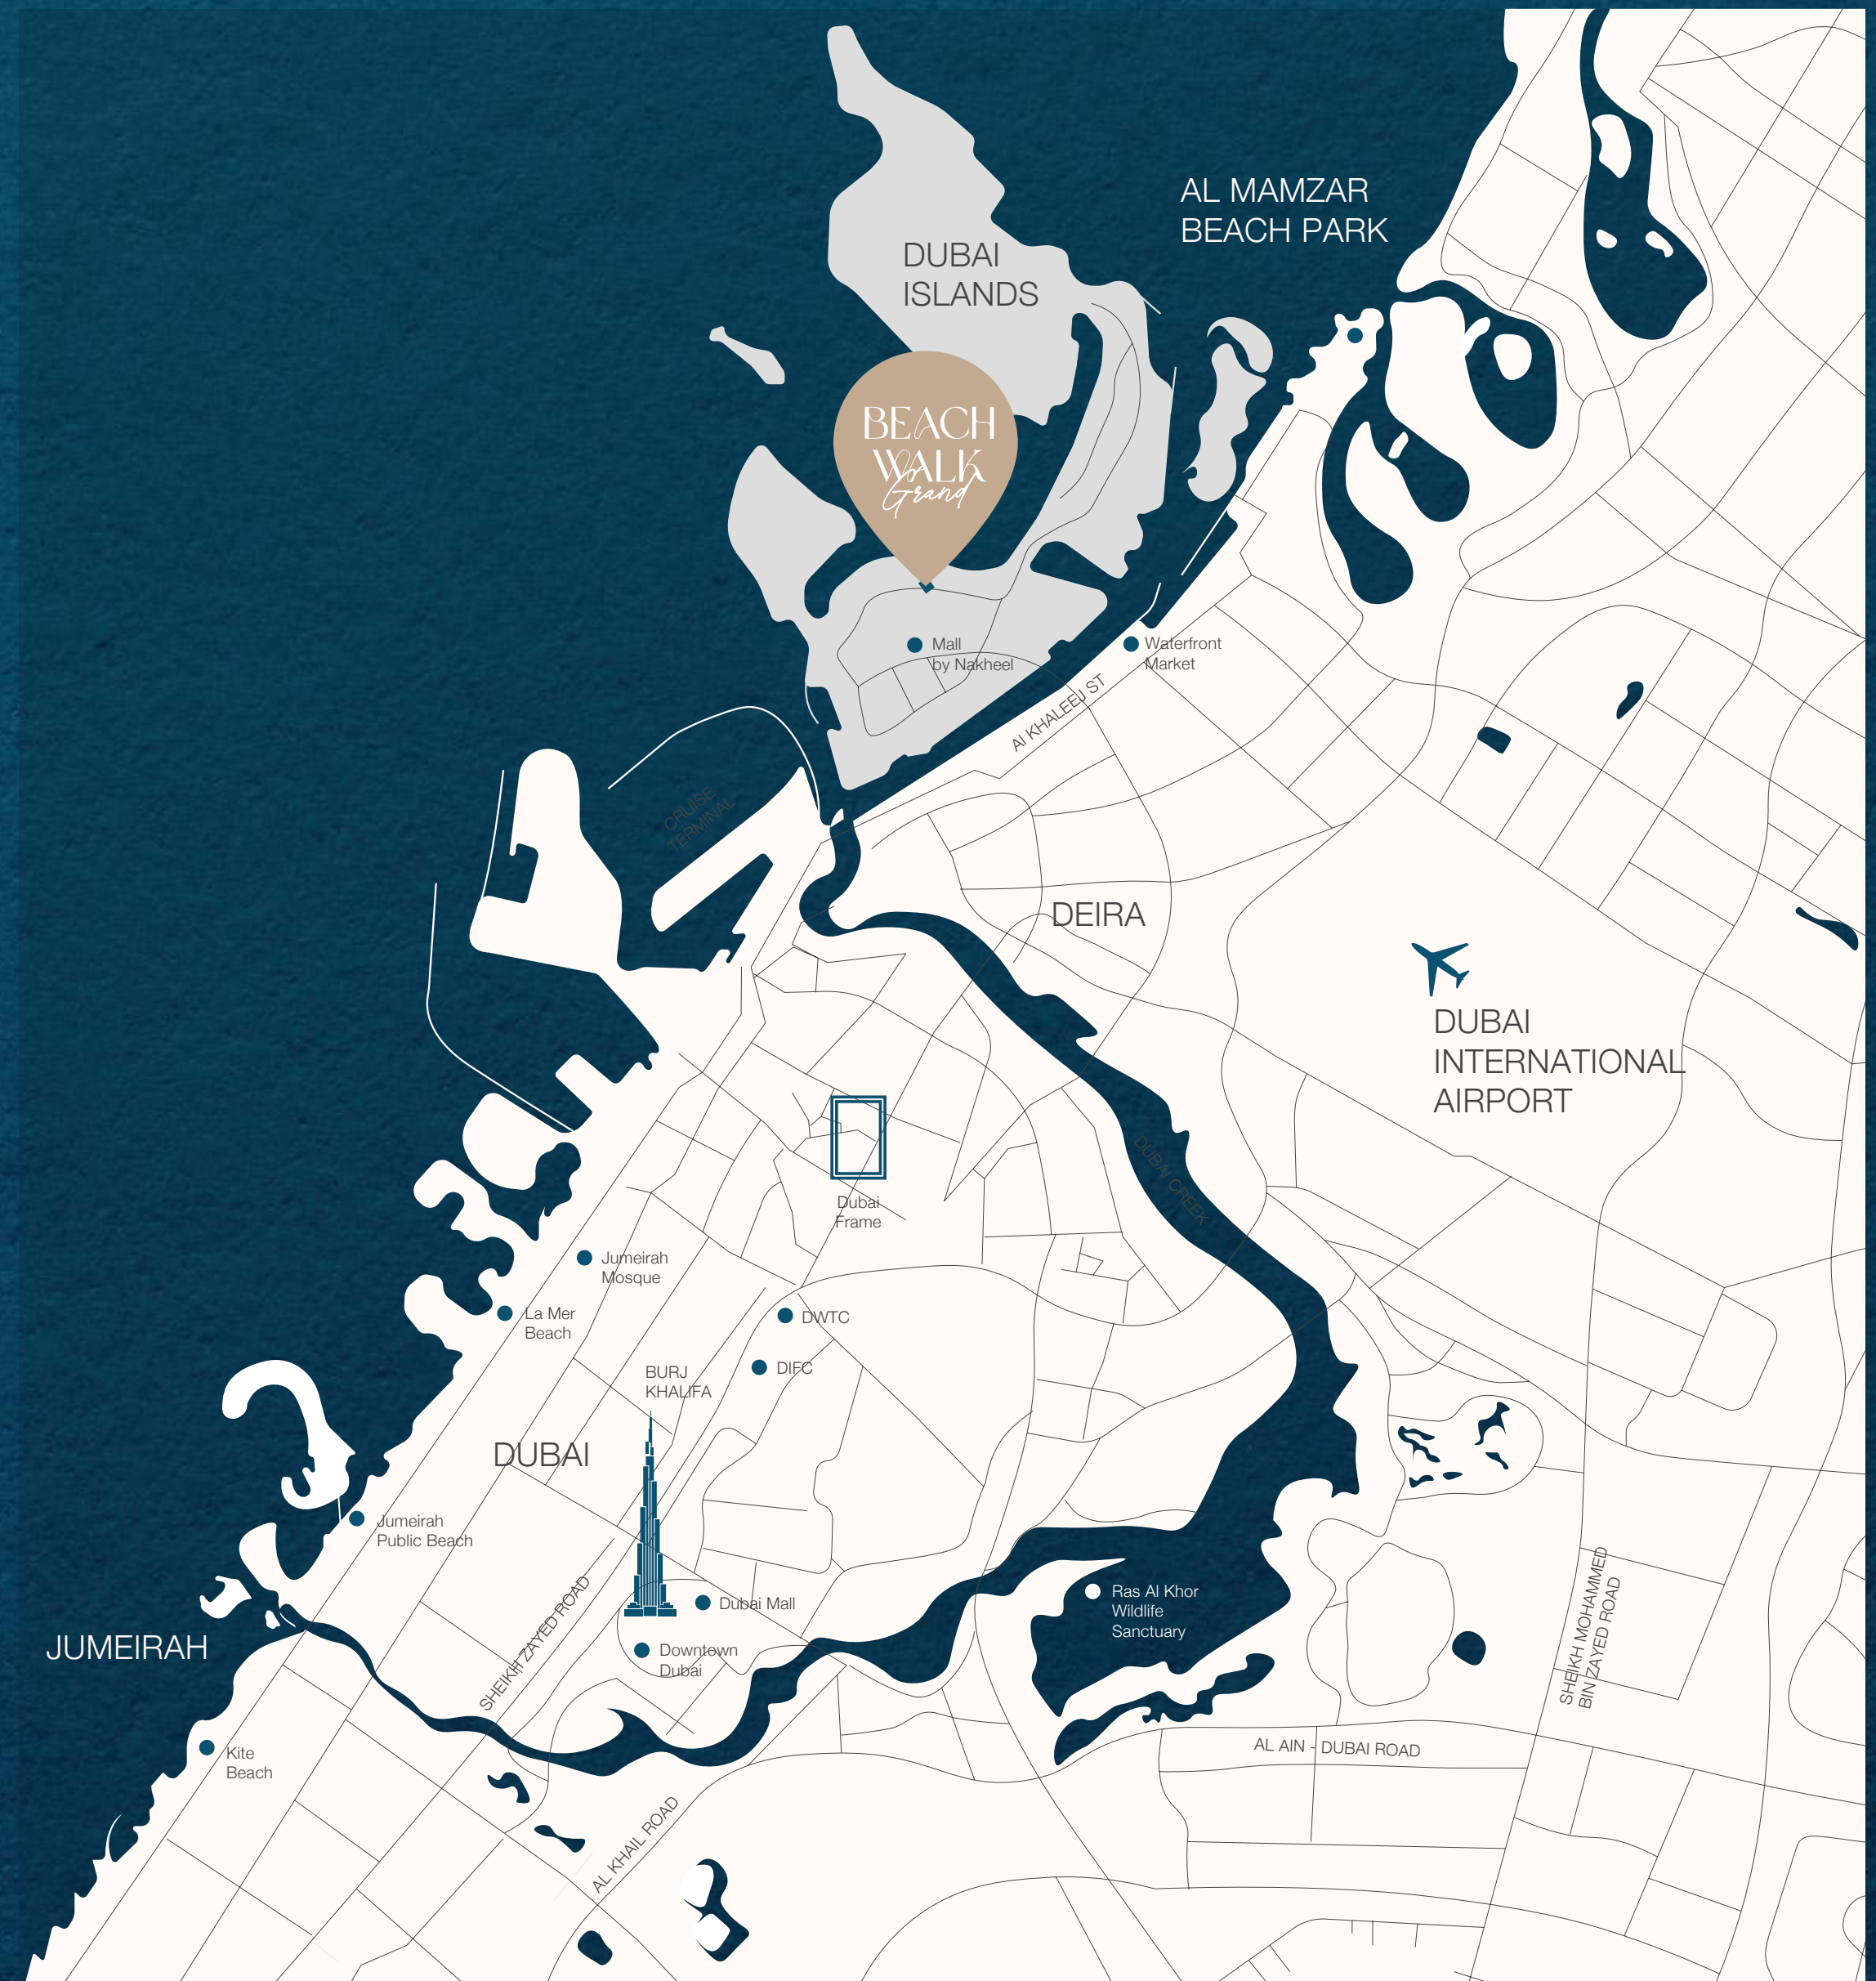 AL MAMZAR
BEACH PARK
DUBAI
ISLANDS
BEACH
WALK
Grand
Mall
by Nakheel
Waterfront
Market
Al KHALEEJ ST
CRUISE
TERMINAL
DEIRA
DUBAI
INTERNATIONAL
AIRPORT
DUBAI CREEK
Dubai
Frame
Jumeirah
Mosque
La Mer
Beach
DWTC
DIFC
BURJ
KHALIFA
DUBAI
Jumeirah
Public Beach
SHEIKH ZAYED ROAD
Dubai Mall
Downtown
Dubai
Ras Al Khor
Wildlife
Sanctuary
SHEIKH MOHAMMED
BIN ZAYED ROAD
JUMEIRAH
Kite
Beach
AL AIN - DUBAI ROAD
AL KHAIL ROAD